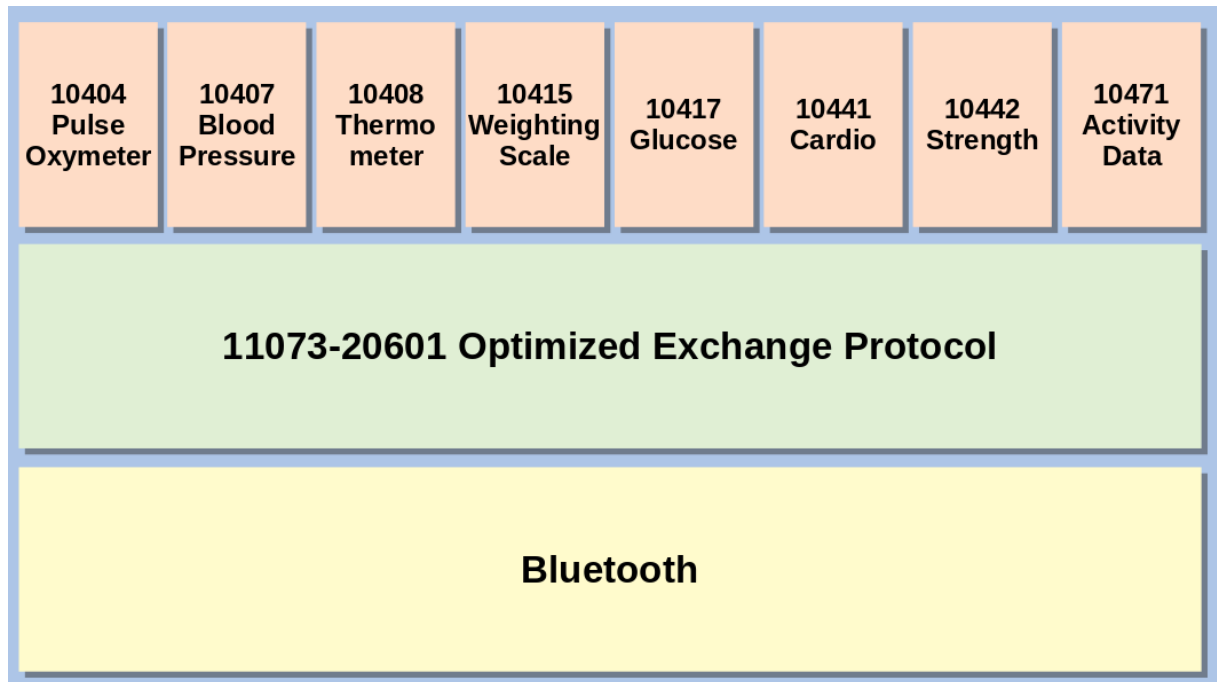 10404
Pulse
Oxymeter
10407
Blood
Pressure
10408
Thermo
meter
10415
Weighting
Scale
10417
Glucose
10441
Cardio
10442
Strength
10471
Activity
Data
11073-20601 Optimized Exchange Protocol
Bluetooth